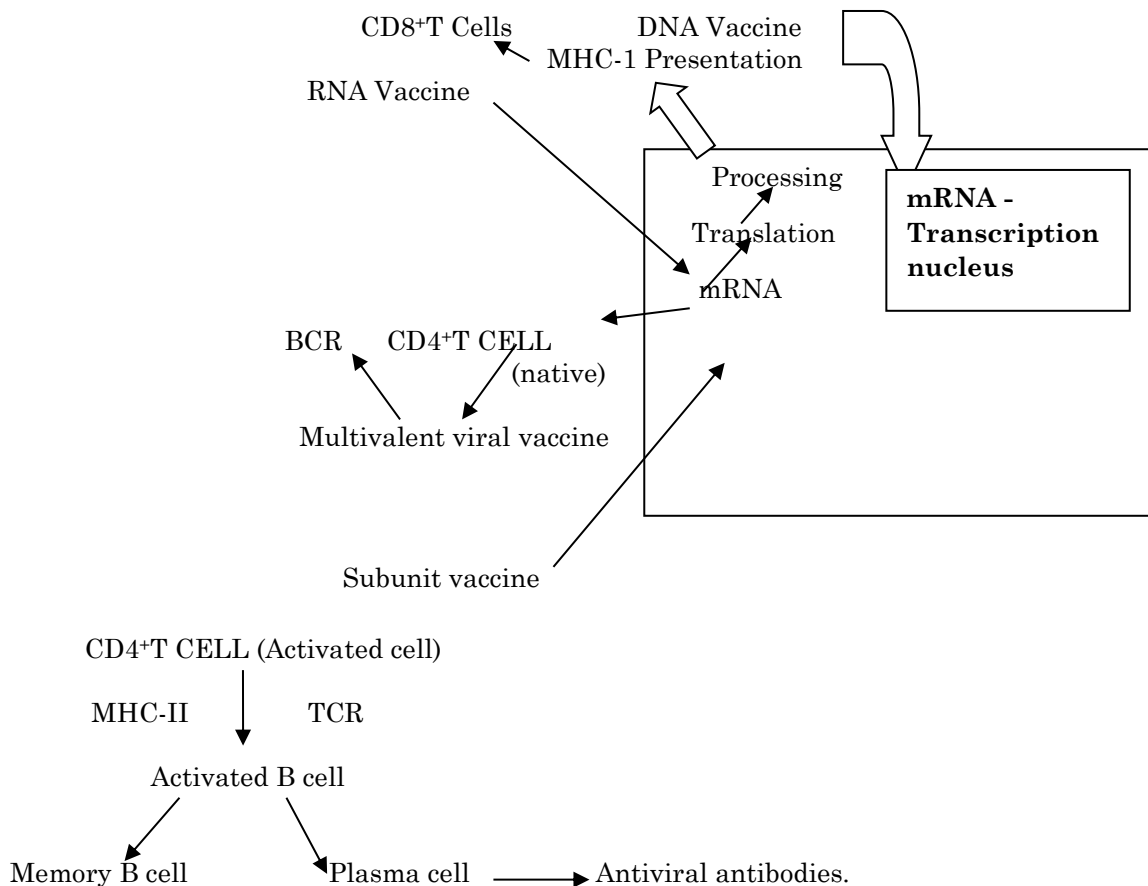 CD8⁺T Cells DNA Vaccine
MHC-1 Presentation
RNA Vaccine
Processing
mRNA -
Transcription
nucleus
Translation
mRNA
BCR CD4⁺T CELL
(native)
Multivalent viral vaccine
Subunit vaccine
CD4⁺T CELL (Activated cell)
MHC-II TCR
Activated B cell
Memory B cell Plasma cell Antiviral antibodies.